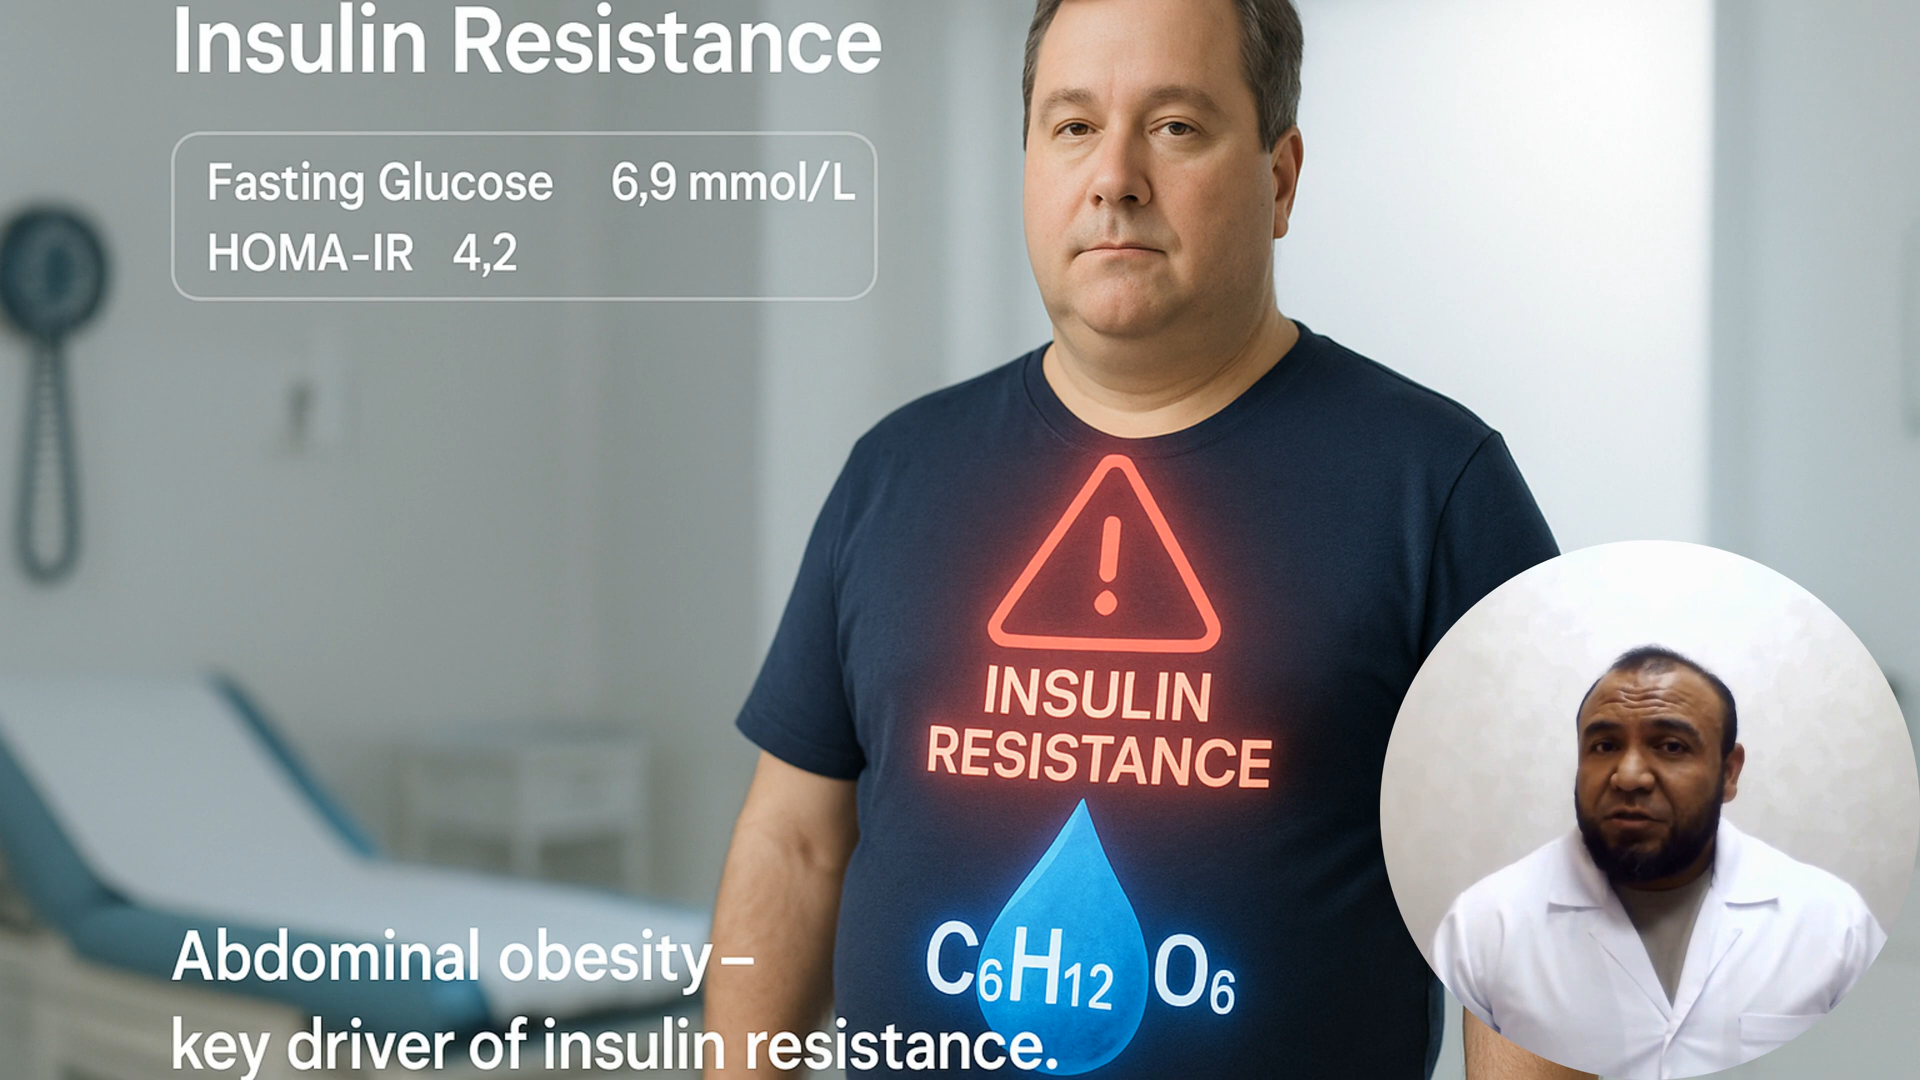 Insulin Resistance
Fasting Glucose 6,9 mmol/L
HOMA-IR 4,2
INSULIN
RESISTANCE
C₆H₁₂ O₆
Abdominal obesity –
key driver of insulin resistance.